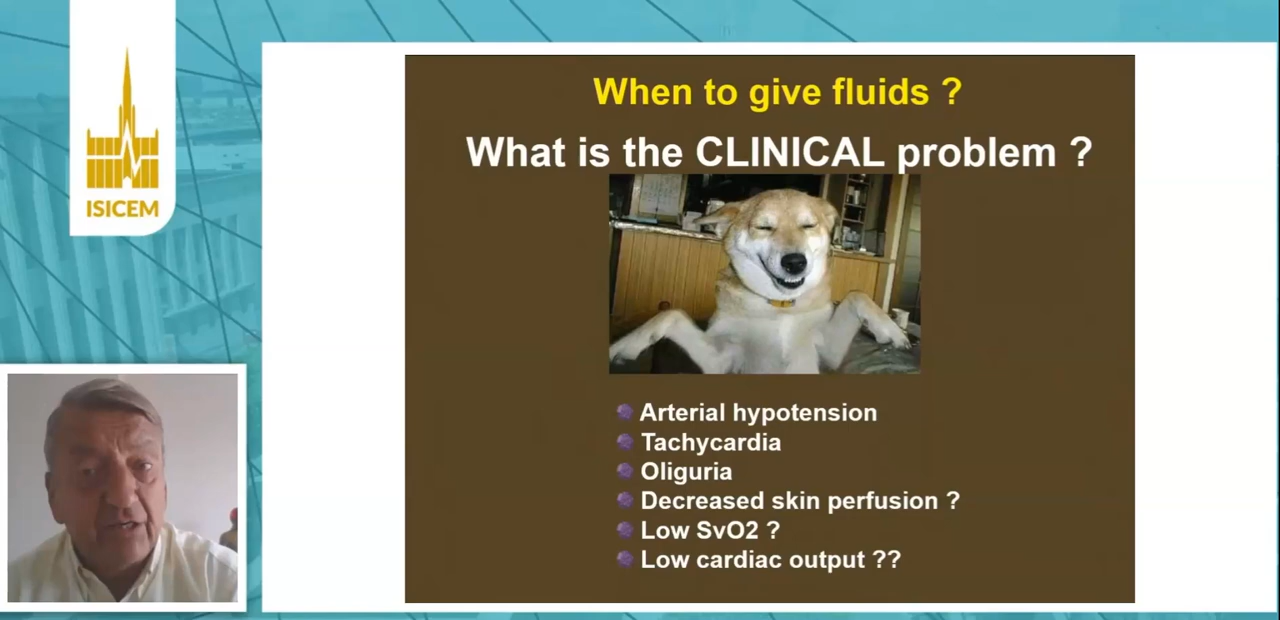 ISICEM
When to give fluids ?
What is the CLINICAL problem ?
Arterial hypotension
Tachycardia
Oliguria
Decreased skin perfusion ?
Low SvO2 ?
Low cardiac output ??